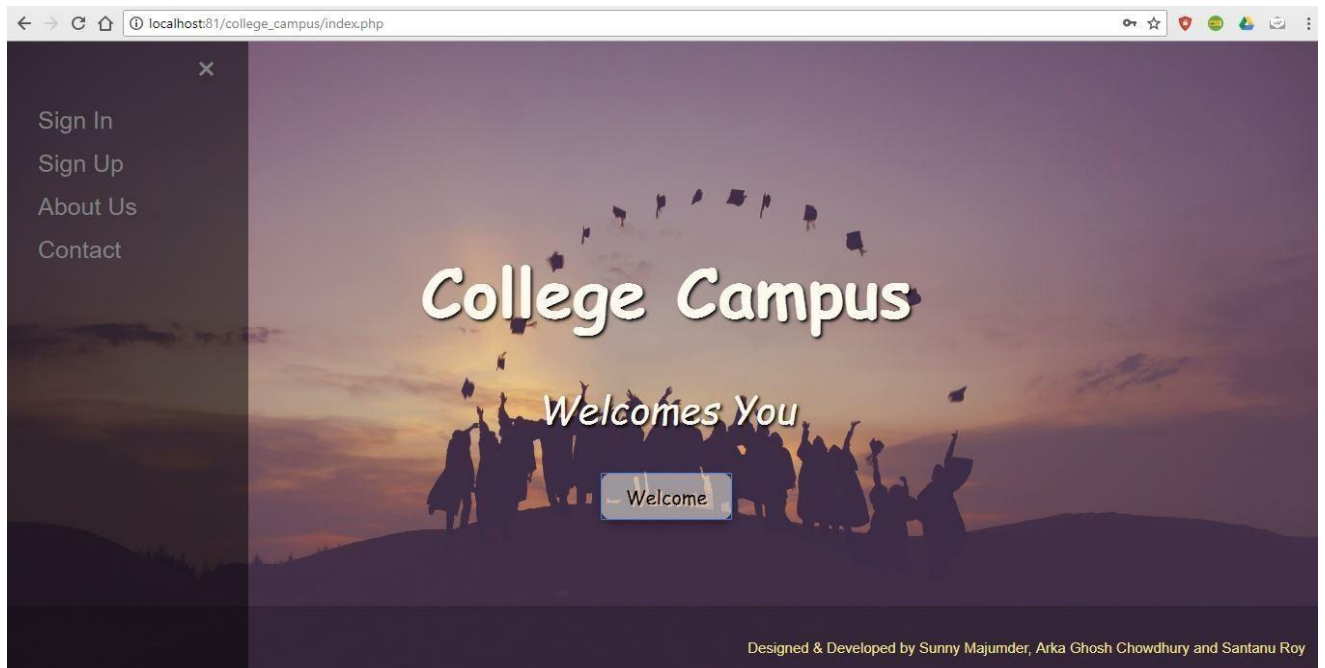 localhost:81/college_campus/index.php
×
Sign In
Sign Up
About Us
Contact
College Campus
Welcomes You
Welcome
Designed & Developed by Sunny Majumder, Arka Ghosh Chowdhury and Santanu Roy